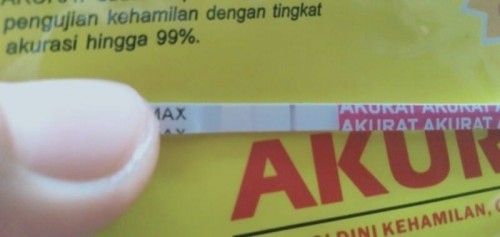 pengujian kehamilan dengan tingkat
akurasi hingga 99%.
MAX
AKURAT AKURAT
AKURAT AKURAT
AKUR
DINI KEHAMILAN,